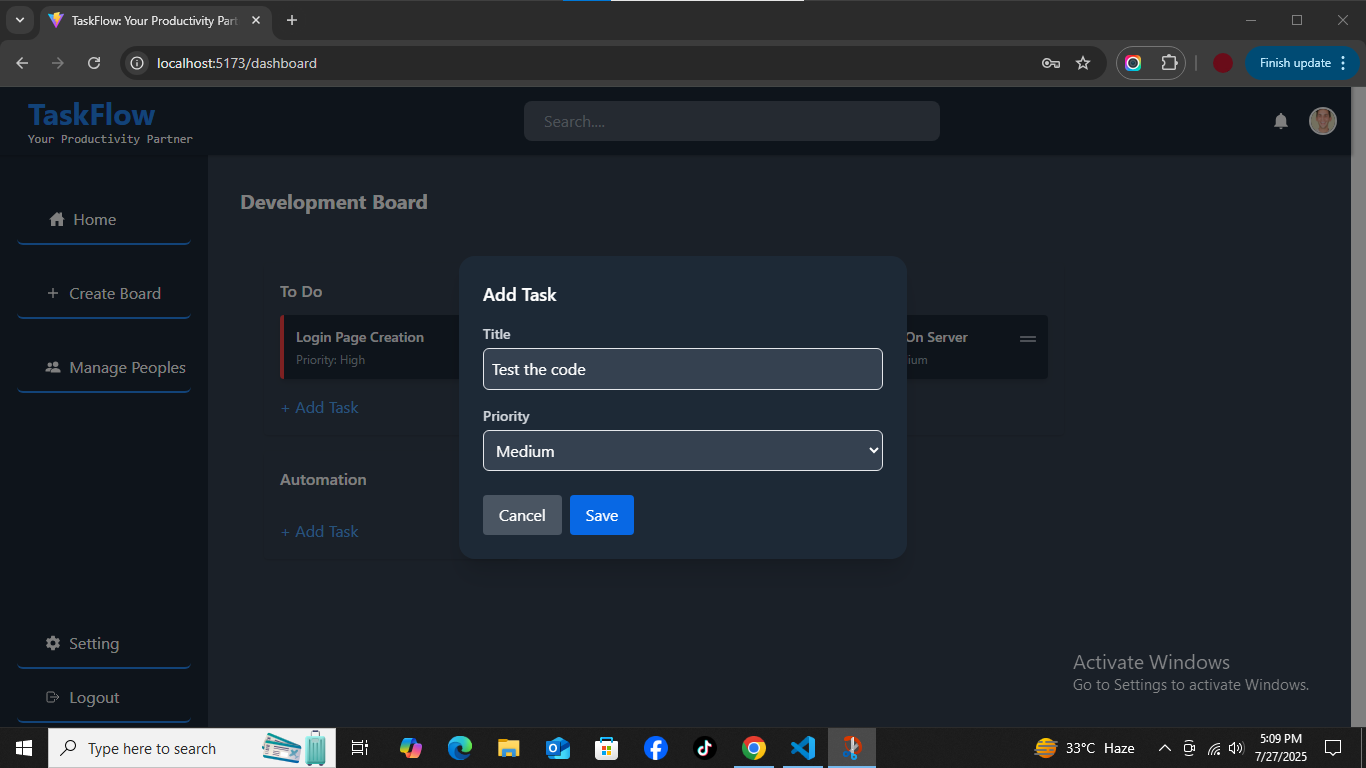 TaskFlow: Your Productivity Part
localhost:5173/dashboard
Finish update
TaskFlow
Your Productivity Partner
Search....
Home
Create Board
Manage Peoples
Setting
Logout
Development Board
To Do
Login Page Creation
Priority: High
+ Add Task
On Server
ium
Automation
+ Add Task
Add Task
Title
Test the code
Priority
Medium
Cancel
Save
Activate Windows
Go to Settings to activate Windows.
Type here to search
33°C Haze
5:09 PM
7/27/2025